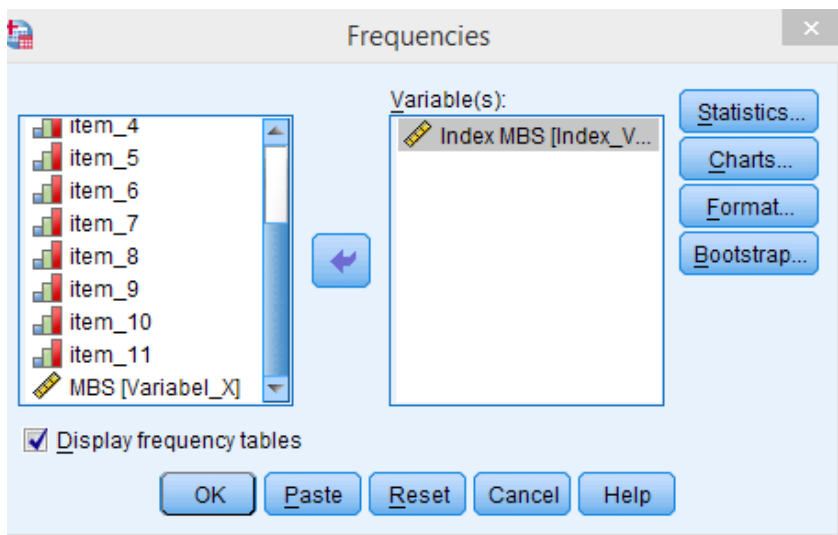 Frequencies
item_4
item_5
item_6
item_7
item_8
item_9
item_10
item_11
MBS [Variabel_X]
Variable(s):
Index MBS [Index_V...
Statistics...
Charts...
Format...
Bootstrap...
Display frequency tables
OK
Paste
Reset
Cancel
Help